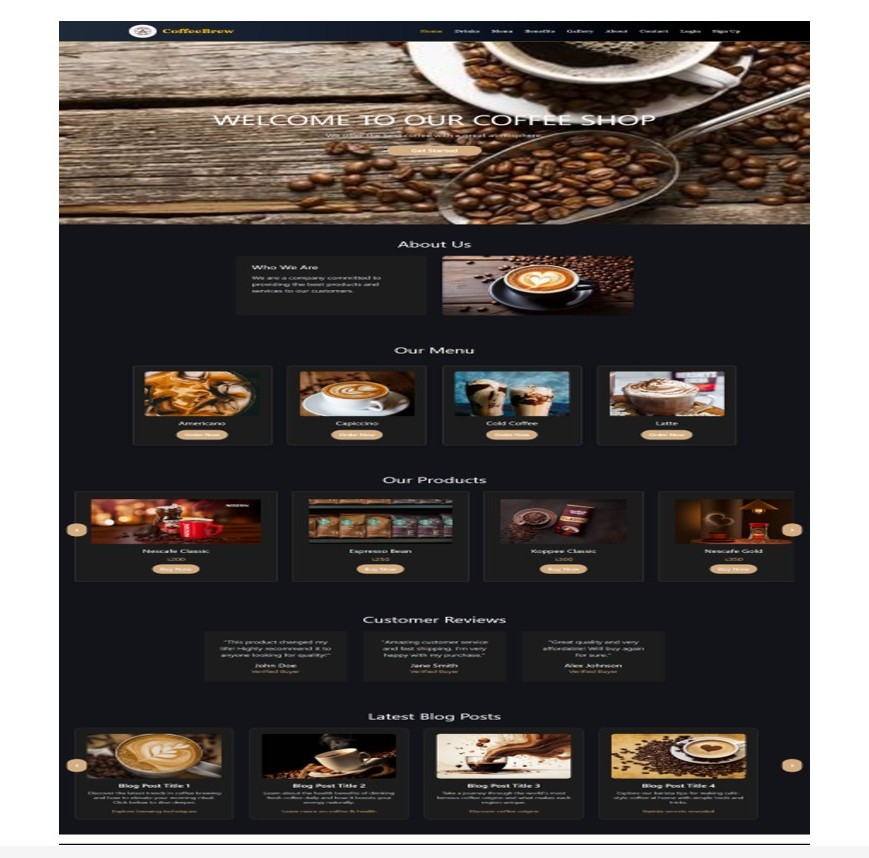 CoffeeBrew
Home Drinks Menu Benefits Gallery About Contact Login Sign Up
WELCOME TO OUR COFFEE SHOP
We offer the best coffee with a great atmosphere.
Get Started
About Us
Who We Are
We are a company committed to
providing the best products and
services to our customers.
Our Menu
Americano Capiccino Cold Coffee Latte
Order Now Order Now Order Now Order Now
Our Products
Nescafe Classic Espresso Bean Koppee Classic Nescafe Gold
Buy Now Buy Now Buy Now Buy Now
Customer Reviews
"This product changed my
life! Highly recommend it to
anyone looking for quality!"
John Doe
Verified Buyer
"Amazing customer service
and fast shipping. I'm very
happy with my purchase."
Jane Smith
Verified Buyer
"Great quality and very
affordable! Will buy again
for sure."
Alex Johnson
Verified Buyer
Latest Blog Posts
Blog Post Title 1
Discover the latest trends in coffee brewing
and how to elevate your morning ritual.
Click below to dive deeper.
Explore brewing techniques
Blog Post Title 2
Learn about the health benefits of drinking
fresh coffee daily and how it boosts your
energy naturally.
Learn more on coffee & health
Blog Post Title 3
Take a journey through the world's most
famous coffee origins and what makes each
region unique.
Discover coffee origins
Blog Post Title 4
Explore our barista tips for making café-
style coffee at home with simple tools and
tricks.
Barista secrets revealed